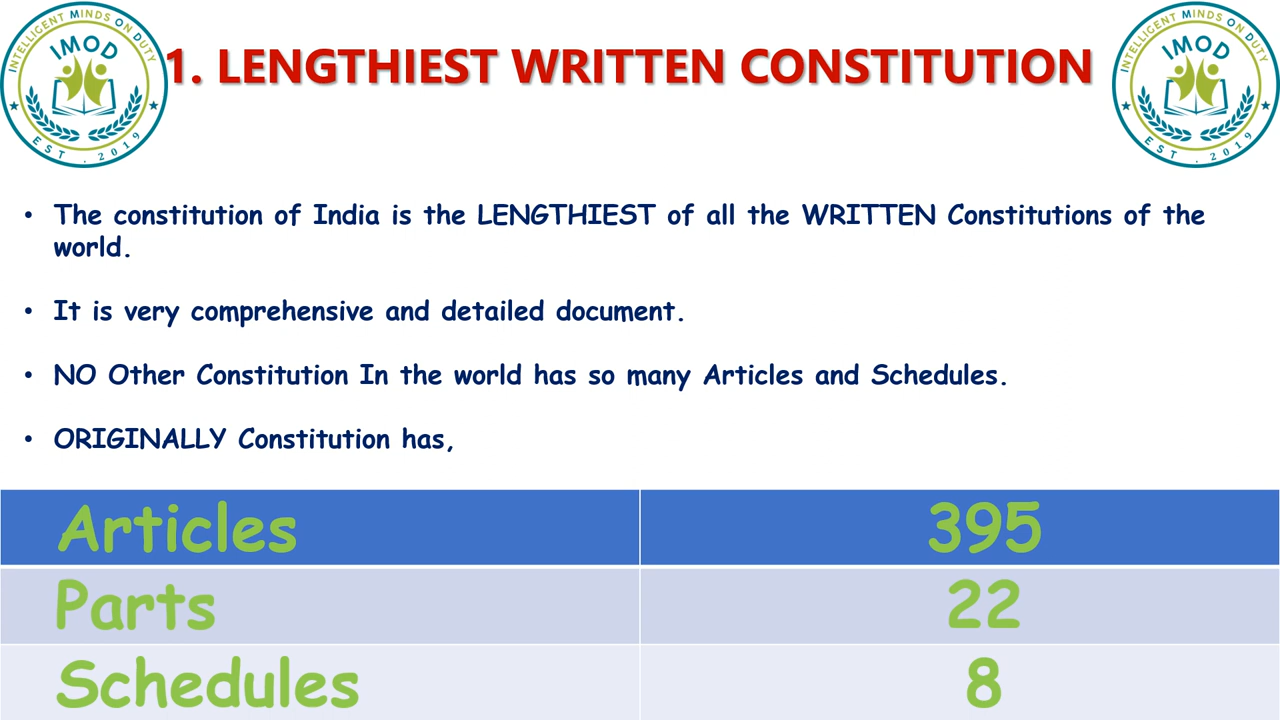 INTELLIGENT MINDS ON DUTY
IMOD
EST. 2019
1. LENGTHIEST WRITTEN CONSTITUTION
INTELLIGENT MINDS ON DUTY
IMOD
EST. 2019
• The constitution of India is the LENGTHIEST of all the WRITTEN Constitutions of the
world.
• It is very comprehensive and detailed document.
• NO Other Constitution In the world has so many Articles and Schedules.
• ORIGINALLY Constitution has,
Articles 395
Parts 22
Schedules 8